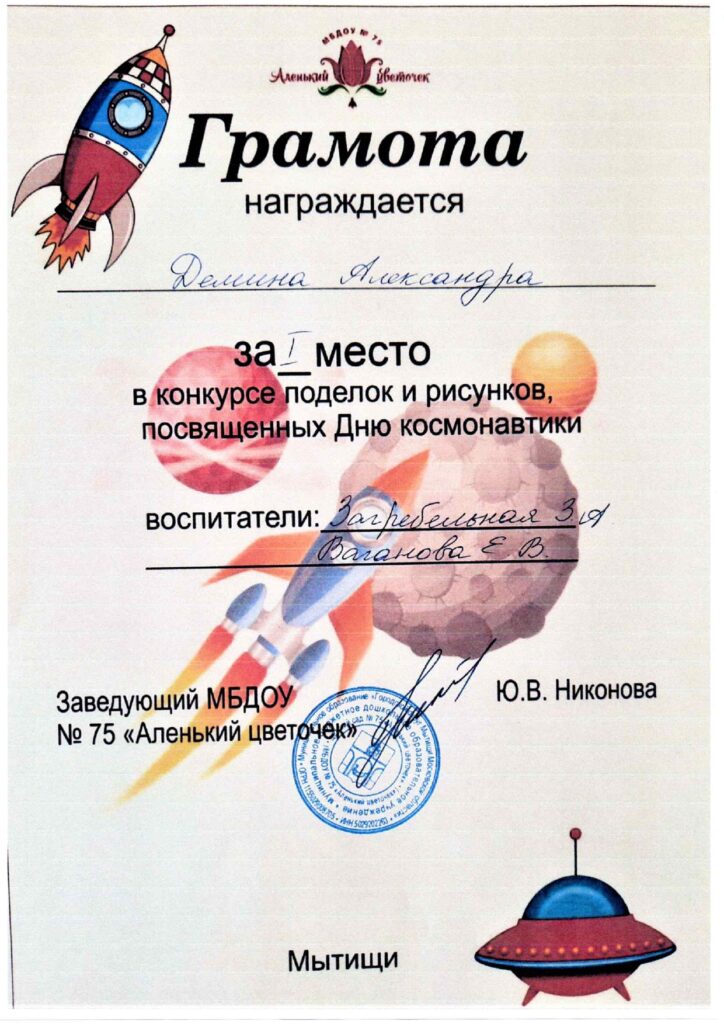 МБДОУ № 75
Аленький цветочек
Грамота
награждается
Демина Александра
за I место
в конкурсе поделок и рисунков,
посвященных Дню космонавтики
воспитатели: Загребельная З.А
Ваганова Е.В.
Заведующий МБДОУ
№ 75 «Аленький цветочек»
Ю.В. Никонова
Мытищи